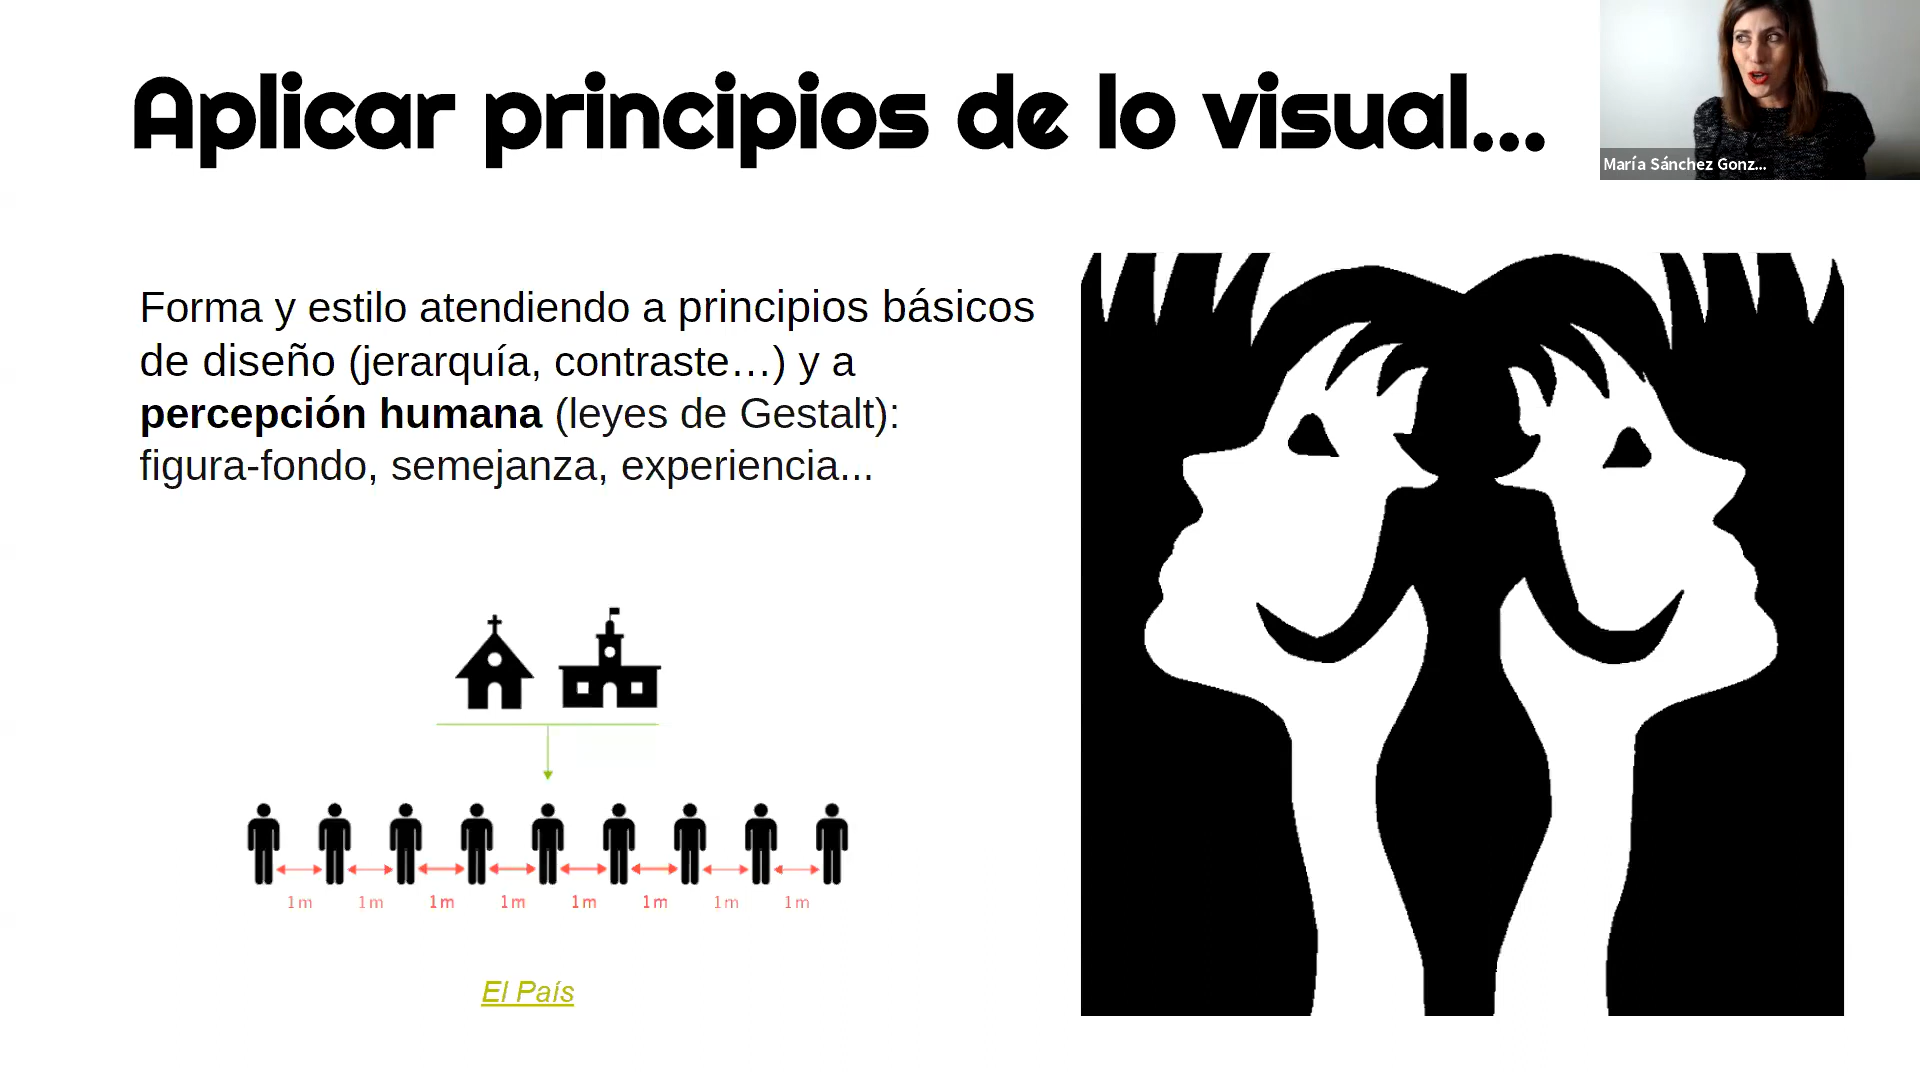 Aplicar principios de lo visual...
María Sánchez Gonz...
Forma y estilo atendiendo a principios básicos
de diseño (jerarquía, contraste…) y a
percepción humana (leyes de Gestalt):
figura-fondo, semejanza, experiencia...
1m 1m 1m 1m 1m 1m 1m 1m
El País